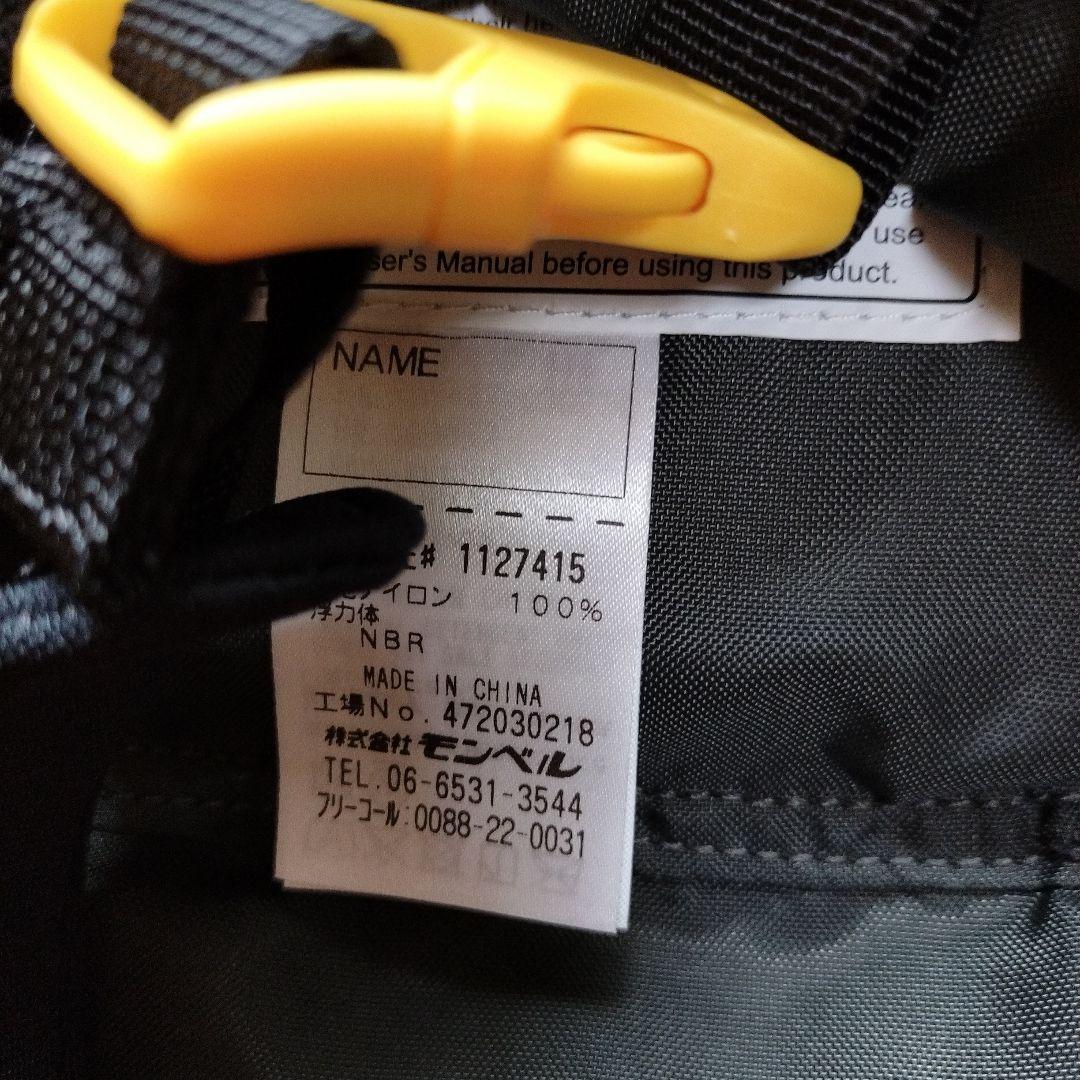 use
User's Manual before using this product.
NAME
# 1127415
ナイロン 100%
浮力体
NBR
MADE IN CHINA
工場No. 472030218
株式会社 モンベル
TEL.06-6531-3544
フリーコール:0088-22-0031